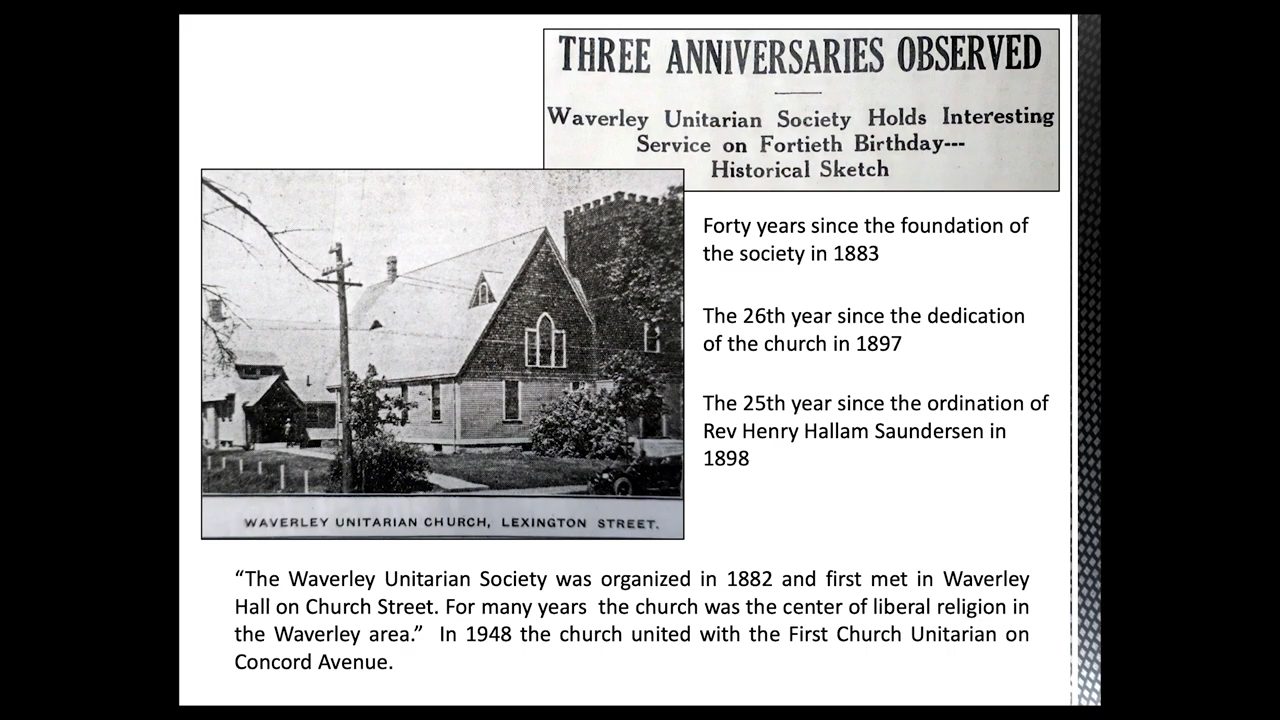 THREE ANNIVERSARIES OBSERVED
Waverley Unitarian Society Holds Interesting
Service on Fortieth Birthday---
Historical Sketch
Forty years since the foundation of
the society in 1883
The 26th year since the dedication
of the church in 1897
The 25th year since the ordination of
Rev Henry Hallam Saundersen in
1898
WAVERLEY UNITARIAN CHURCH, LEXINGTON STREET.
“The Waverley Unitarian Society was organized in 1882 and first met in Waverley
Hall on Church Street. For many years the church was the center of liberal religion in
the Waverley area.” In 1948 the church united with the First Church Unitarian on
Concord Avenue.